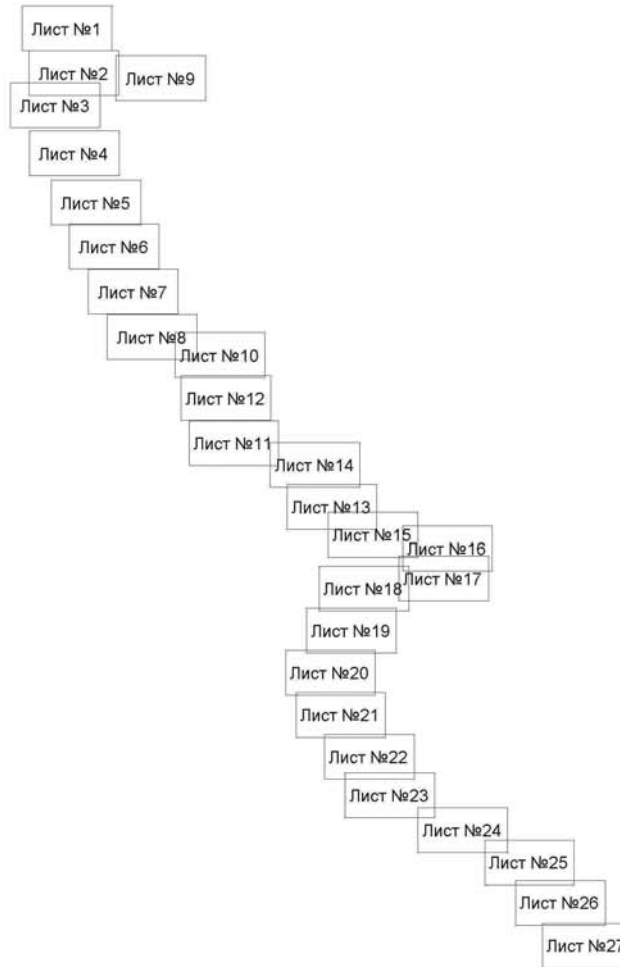 Лист №1
Лист №2
Лист №9
Лист №3
Лист №4
Лист №5
Лист №6
Лист №7
Лист №8
Лист №10
Лист №12
Лист №11
Лист №14
Лист №13
Лист №15
Лист №16
Лист №17
Лист №18
Лист №19
Лист №20
Лист №21
Лист №22
Лист №23
Лист №24
Лист №25
Лист №26
Лист №27